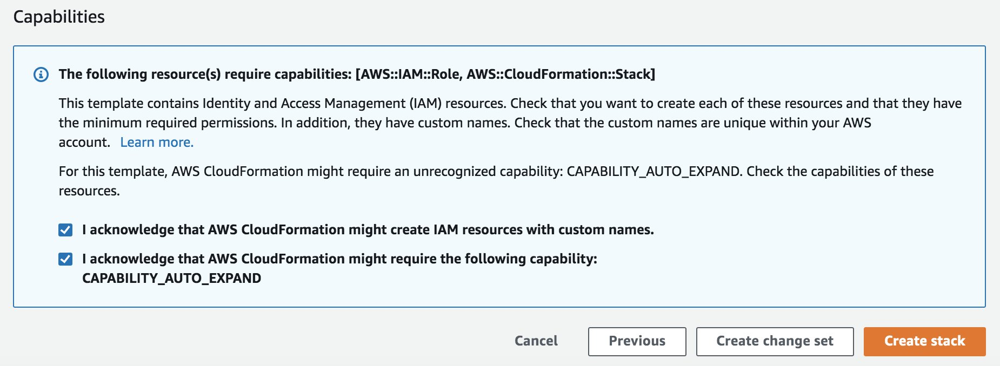 Capabilities
The following resource(s) require capabilities: [AWS::IAM::Role, AWS::CloudFormation::Stack]
This template contains Identity and Access Management (IAM) resources. Check that you want to create each of these resources and that they have
the minimum required permissions. In addition, they have custom names. Check that the custom names are unique within your AWS
account. Learn more.
For this template, AWS CloudFormation might require an unrecognized capability: CAPABILITY_AUTO_EXPAND. Check the capabilities of these
resources.
I acknowledge that AWS CloudFormation might create IAM resources with custom names.
I acknowledge that AWS CloudFormation might require the following capability:
CAPABILITY_AUTO_EXPAND
Cancel Previous Create change set Create stack